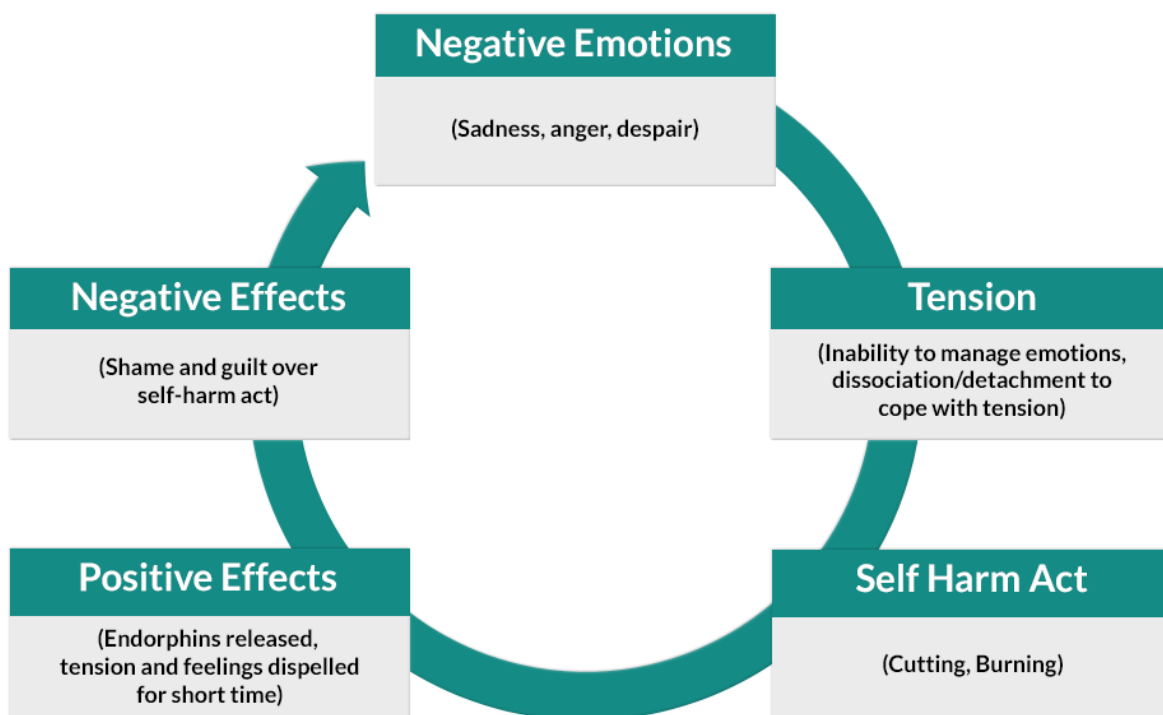 Negative Emotions
(Sadness, anger, despair)
Tension
(Inability to manage emotions,
dissociation/detachment to
cope with tension)
Self Harm Act
(Cutting, Burning)
Positive Effects
(Endorphins released,
tension and feelings dispelled
for short time)
Negative Effects
(Shame and guilt over
self-harm act)